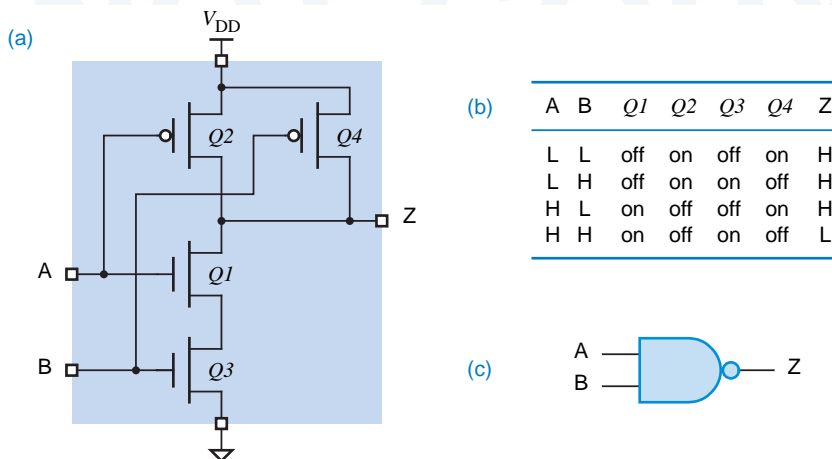 (a)
V_DD
Q2
Q4
Z
A
Q1
B
Q3
(b)
A B Q1 Q2 Q3 Q4 Z
L L off on off on H
L H off on off on H
H L on off off on H
H H on off on off L
(c)
A
B
Z